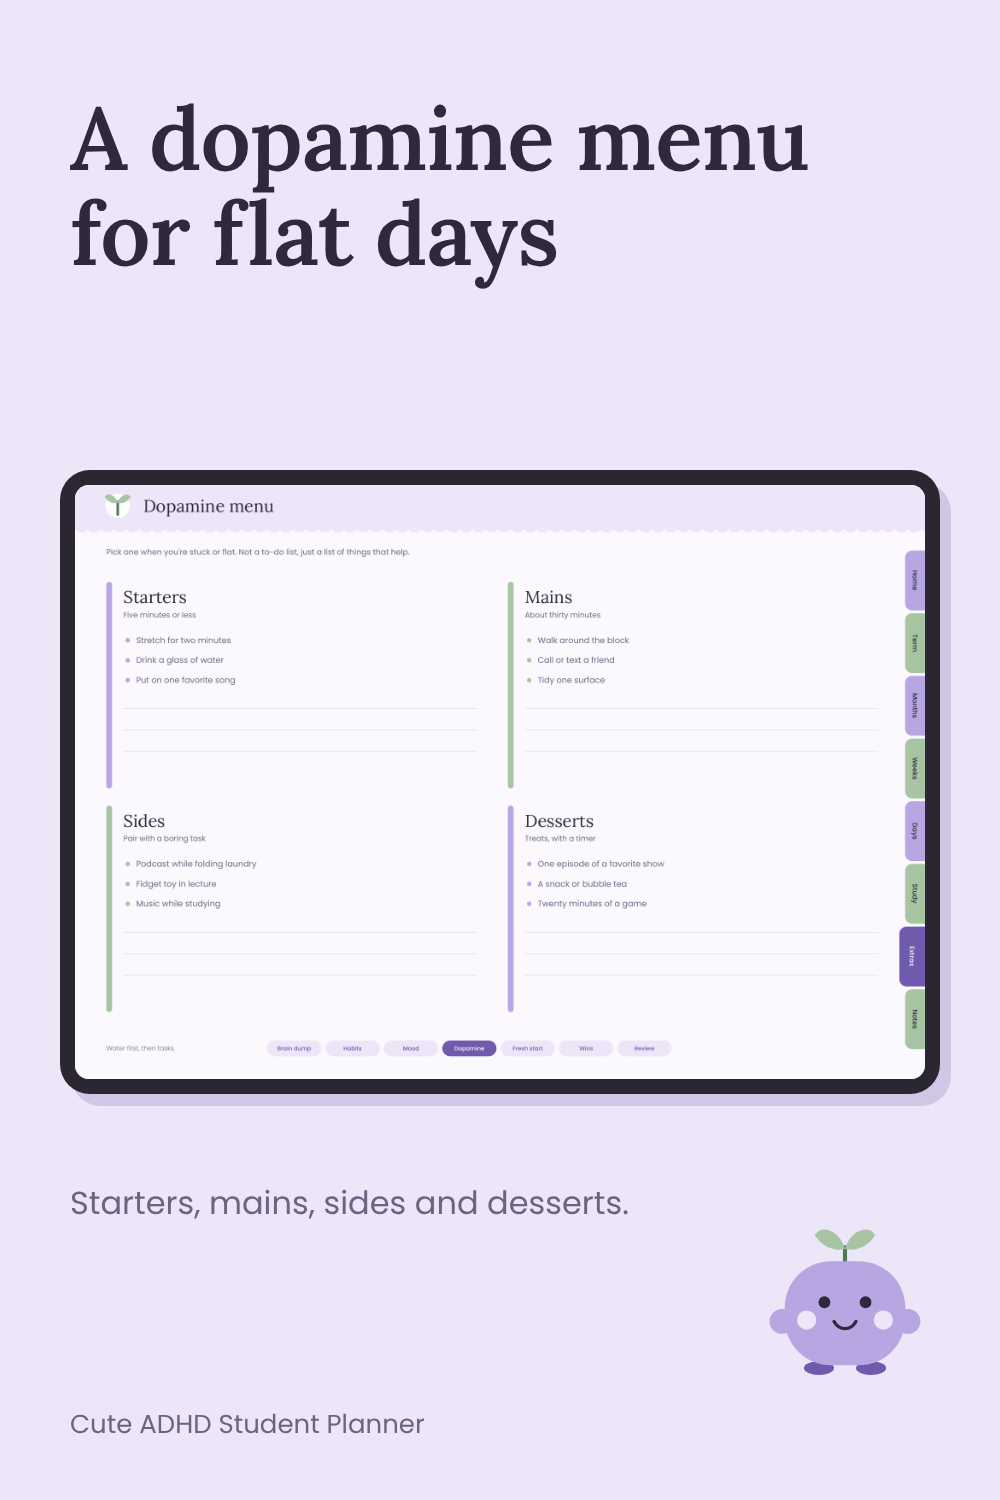 A dopamine menu
for flat days
Dopamine menu
Pick one when you're stuck or flat. Not a to-do list, just a list of things that help.
Starters
Five minutes or less
Stretch for two minutes
Drink a glass of water
Put on one favorite song
Mains
About thirty minutes
Walk around the block
Call or text a friend
Tidy one surface
Sides
Pair with a boring task
Podcast while folding laundry
Fidget toy in lecture
Music while studying
Desserts
Treats, with a timer
One episode of a favorite show
A snack or bubble tea
Twenty minutes of a game
Home
Term
Months
Weeks
Days
Study
Extras
Notes
Water first, then tasks.
Brain dump
Habits
Mood
Dopamine
Fresh start
Wins
Review
Starters, mains, sides and desserts.
Cute ADHD Student Planner